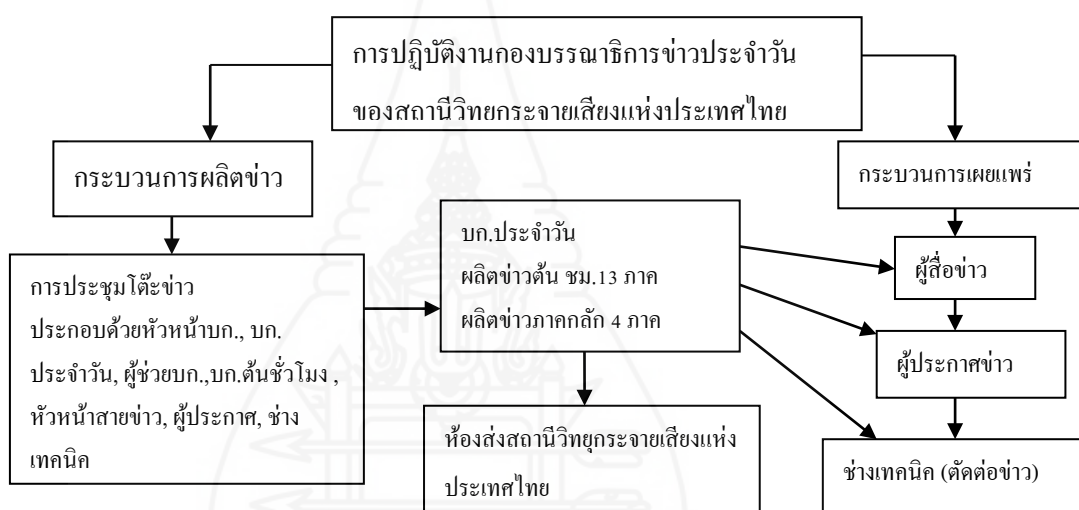 การปฏิบัติงานกองบรรณาธิการข่าวประจำวัน
ของสถานีวิทยกระจายเสียงแห่งประเทศไทย
กระบวนการผลิตข่าว
กระบวนการเผยแพร่
การประชุมโต๊ะข่าว
ประกอบด้วยหัวหน้าบก., บก.
ประจำวัน, ผู้ช่วยบก.,บก.ต้นชั่วโมง ,
หัวหน้าสายข่าว, ผู้ประกาศ, ช่าง
เทคนิค
บก.ประจำวัน
ผลิตข่าวต้น ชม.13 ภาค
ผลิตข่าวภาคกลัก 4 ภาค
ห้องส่งสถานีวิทยุกระจายเสียงแห่ง
ประเทศไทย
ผู้สื่อข่าว
ผู้ประกาศข่าว
ช่างเทคนิค (ตัดต่อข่าว)